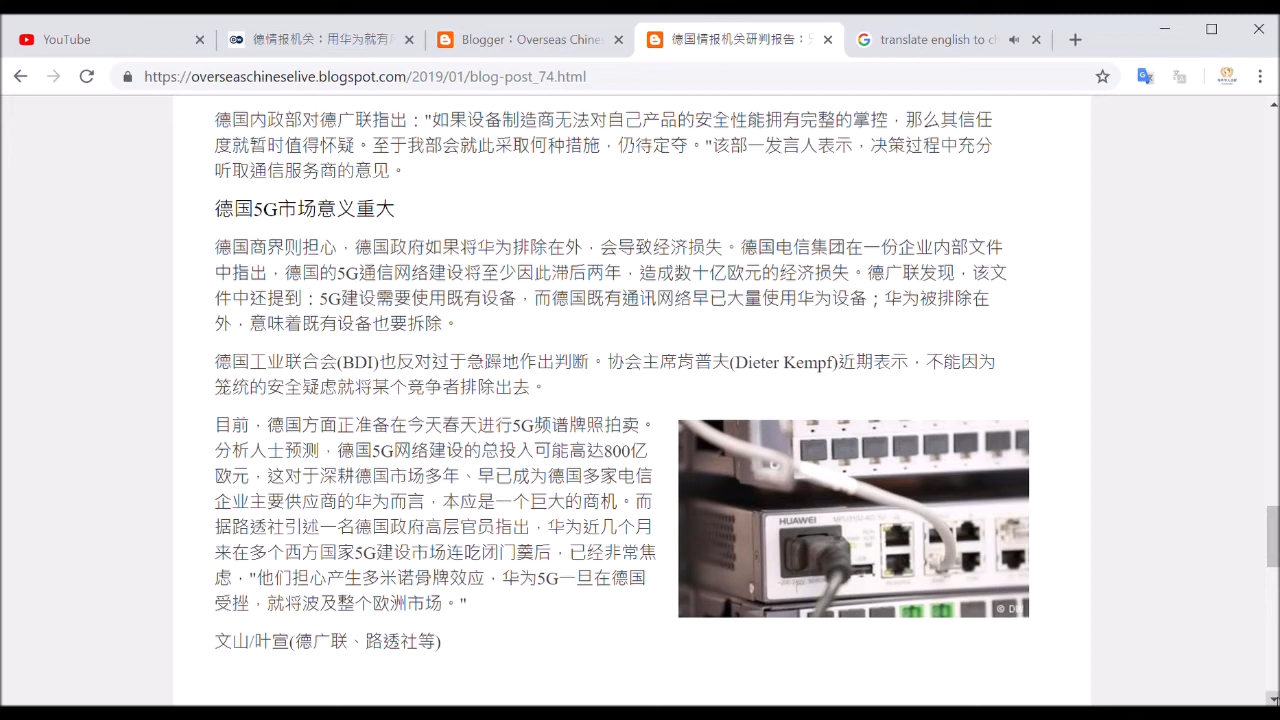 YouTube
德情报机关：用华为就有
Blogger：Overseas Chines
德国情报机关研判报告：
translate english to ch
https://overseaschineselive.blogspot.com/2019/01/blog-post_74.html
德国内政部对德广联指出："如果设备制造商无法对自己产品的安全性能拥有完整的掌控，那么其信任
度就暂时值得怀疑。至于我部会就此采取何种措施，仍待定夺。"该部一发言人表示，决策过程中充分
听取通信服务商的意见。
德国5G市场意义重大
德国商界则担心，德国政府如果将华为排除在外，会导致经济损失。德国电信集团在一份企业内部文件
中指出，德国的5G通信网络建设将至少因此滞后两年，造成数十亿欧元的经济损失。德广联发现，该文
件中还提到：5G建设需要使用既有设备，而德国既有通讯网络早已大量使用华为设备；华为被排除在
外，意味着既有设备也要拆除。
德国工业联合会(BDI)也反对过于急躁地作出判断。协会主席肯普夫(Dieter Kempf)近期表示，不能因为
笼统的安全疑虑就将某个竞争者排除出去。
目前，德国方面正准备在今天春天进行5G频谱牌照拍卖。
分析人士预测，德国5G网络建设的总投入可能高达800亿
欧元，这对于深耕德国市场多年、早已成为德国多家电信
企业主要供应商的华为而言，本应是一个巨大的商机。而
据路透社引述一名德国政府高层官员指出，华为近几个月
来在多个西方国家5G建设市场连吃闭门羹后，已经非常焦
虑，"他们担心产生多米诺骨牌效应，华为5G一旦在德国
受挫，就将波及整个欧洲市场。"
HUAWEI
© DW
文山/叶宣(德广联、路透社等)